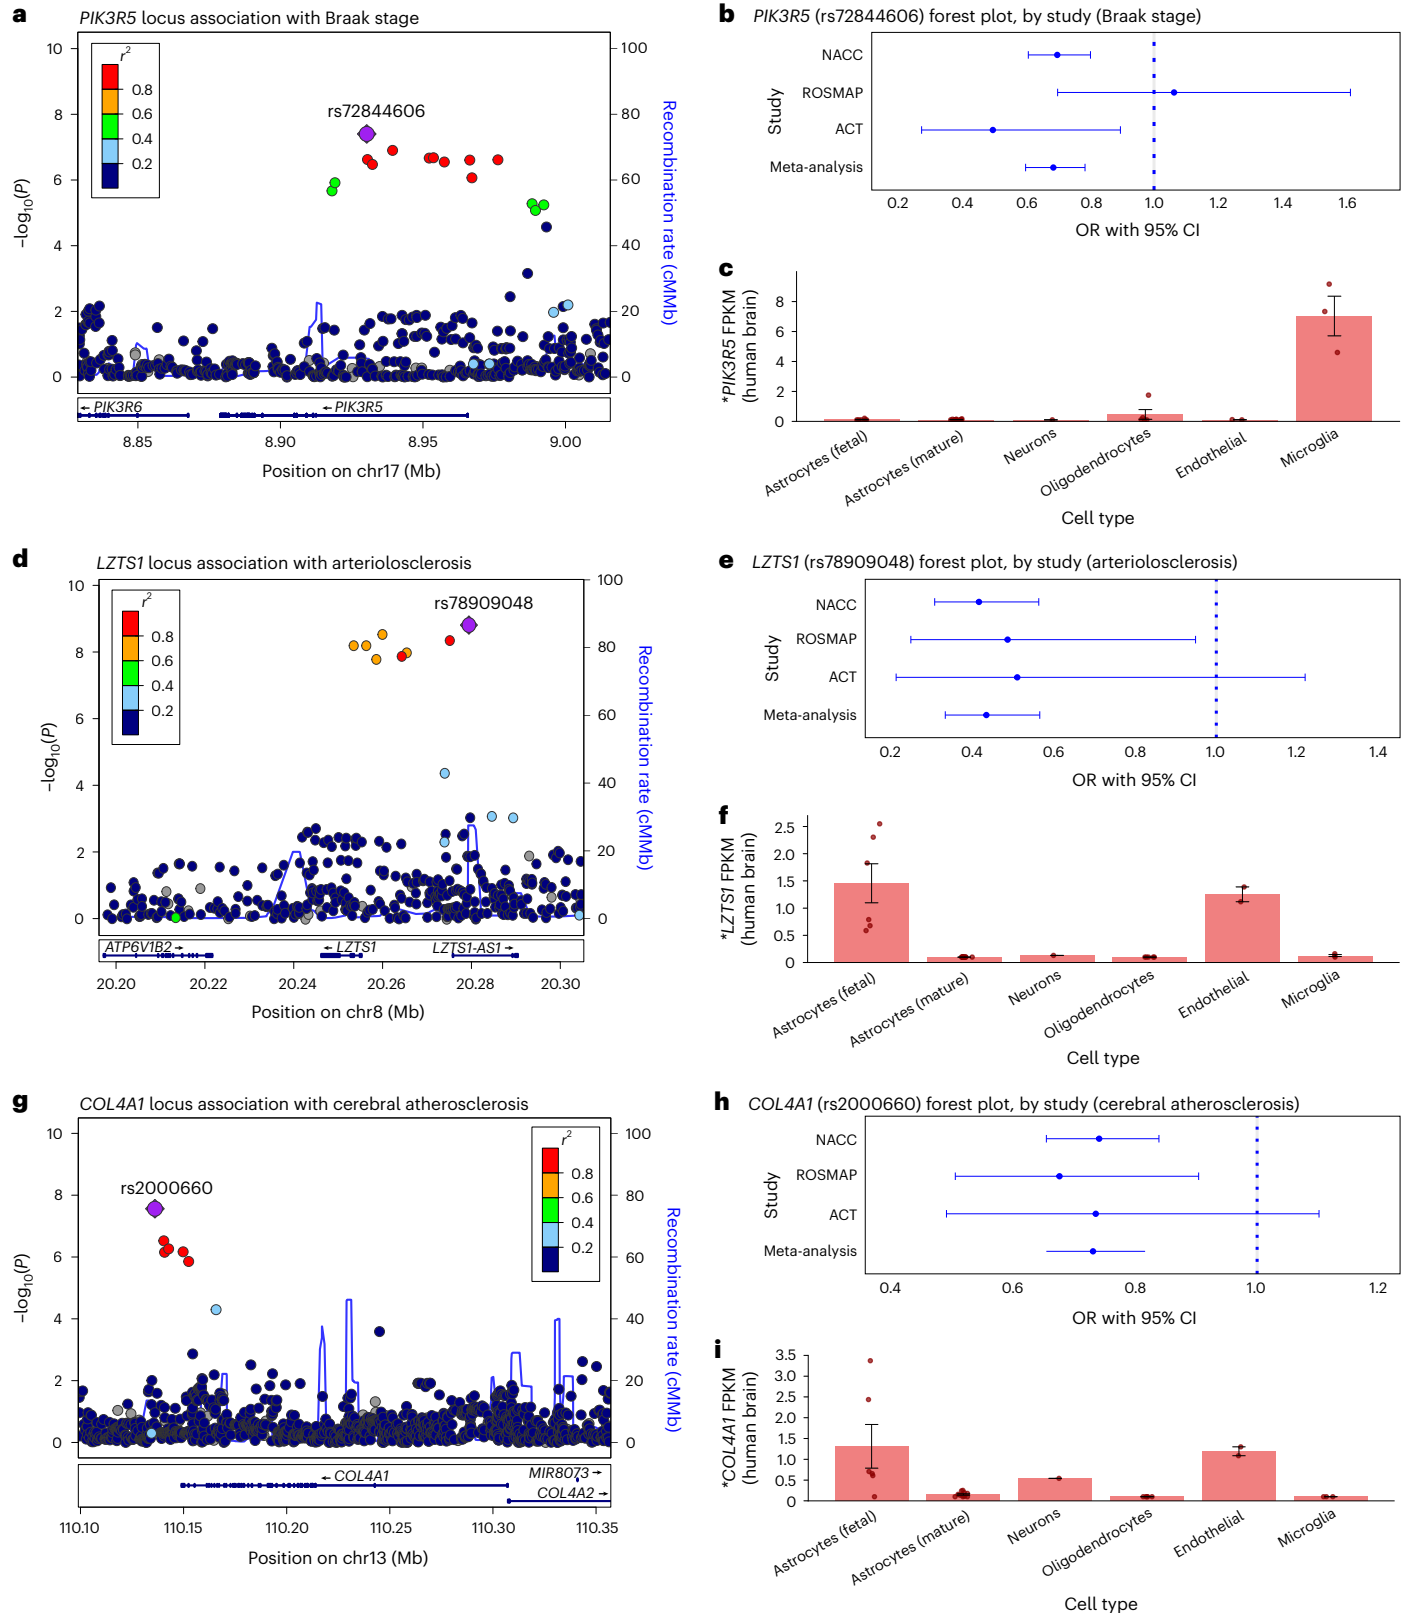 a
PIK3R5 locus association with Braak stage
10
8
6
4
2
0
–log10(P)
r2
0.8
0.6
0.4
0.2
rs72844606
100
80
60
40
20
0
Recombination rate (cMMb)
← PIK3R6
← PIK3R5
8.85 8.90 8.95 9.00
Position on chr17 (Mb)
b
PIK3R5 (rs72844606) forest plot, by study (Braak stage)
Study
NACC
ROSMAP
ACT
Meta-analysis
0.2 0.4 0.6 0.8 1.0 1.2 1.4 1.6
OR with 95% CI
c
*PIK3R5 FPKM
(human brain)
8
6
4
2
0
Astrocytes (fetal)
Astrocytes (mature)
Neurons
Oligodendrocytes
Endothelial
Microglia
Cell type
d
LZTS1 locus association with arteriolosclerosis
10
8
6
4
2
0
–log10(P)
r2
0.8
0.6
0.4
0.2
rs78909048
100
80
60
40
20
0
Recombination rate (cMMb)
ATP6V1B2 →
← LZTS1
LZTS1-AS1 →
20.20 20.22 20.24 20.26 20.28 20.30
Position on chr8 (Mb)
e
LZTS1 (rs78909048) forest plot, by study (arteriolosclerosis)
Study
NACC
ROSMAP
ACT
Meta-analysis
0.2 0.4 0.6 0.8 1.0 1.2 1.4
OR with 95% CI
f
*LZTS1 FPKM
(human brain)
2.5
2.0
1.5
1.0
0.5
0
Astrocytes (fetal)
Astrocytes (mature)
Neurons
Oligodendrocytes
Endothelial
Microglia
Cell type
g
COL4A1 locus association with cerebral atherosclerosis
10
8
6
4
2
0
–log10(P)
r2
0.8
0.6
0.4
0.2
rs2000660
100
80
60
40
20
0
Recombination rate (cMMb)
← COL4A1
MIR8073 →
COL4A2 →
110.10 110.15 110.20 110.25 110.30 110.35
Position on chr13 (Mb)
h
COL4A1 (rs2000660) forest plot, by study (cerebral atherosclerosis)
Study
NACC
ROSMAP
ACT
Meta-analysis
0.4 0.6 0.8 1.0 1.2
OR with 95% CI
i
*COL4A1 FPKM
(human brain)
3.5
3.0
2.5
2.0
1.5
1.0
0.5
0
Astrocytes (fetal)
Astrocytes (mature)
Neurons
Oligodendrocytes
Endothelial
Microglia
Cell type